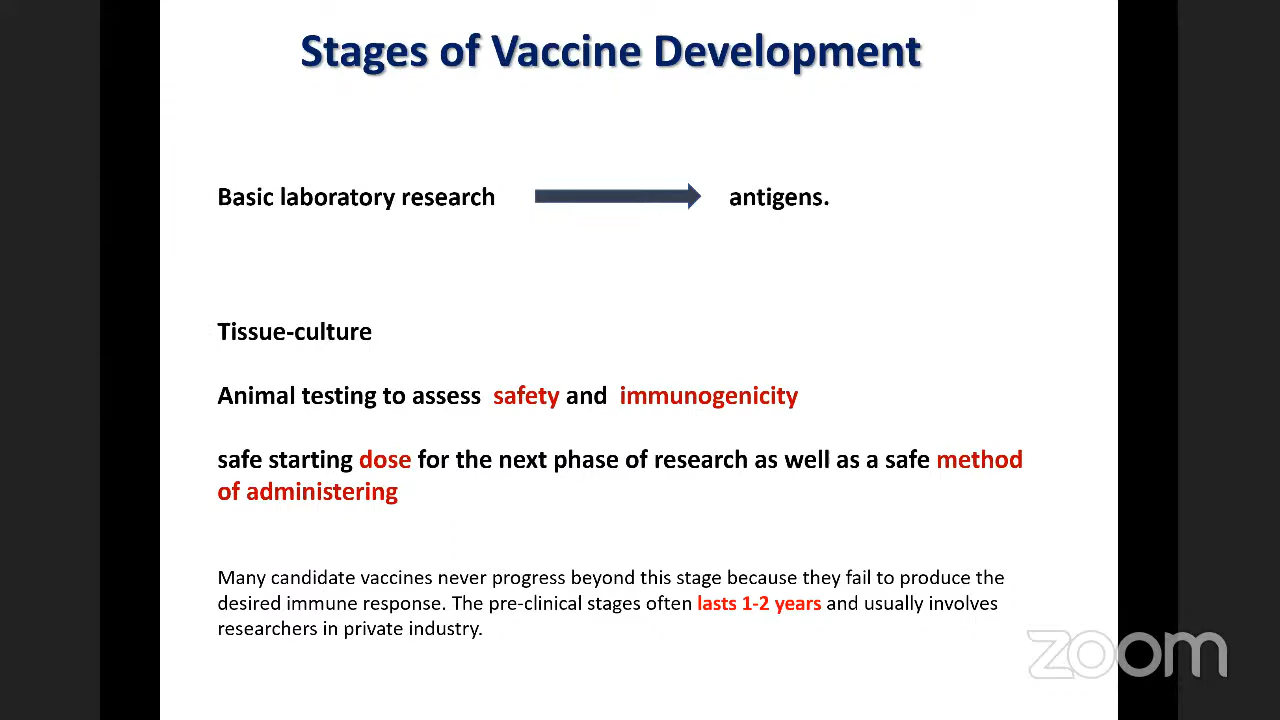 Stages of Vaccine Development
Basic laboratory research antigens.
Tissue-culture
Animal testing to assess safety and immunogenicity
safe starting dose for the next phase of research as well as a safe method
of administering
Many candidate vaccines never progress beyond this stage because they fail to produce the
desired immune response. The pre-clinical stages often lasts 1-2 years and usually involves
researchers in private industry.
zoom